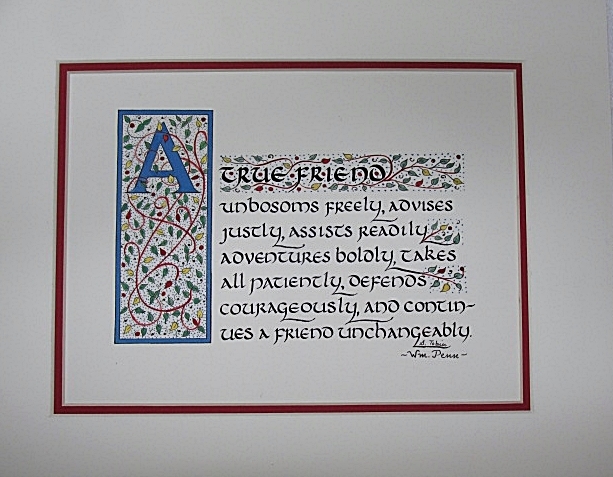 A
TRUE FRIEND
unbosoms freely, advises
justly, assists readily
adventures boldly, takes
all patiently, defends
courageously, and contin-
ues a friend unchangeably.
S. Tobin
~Wm. Penn~